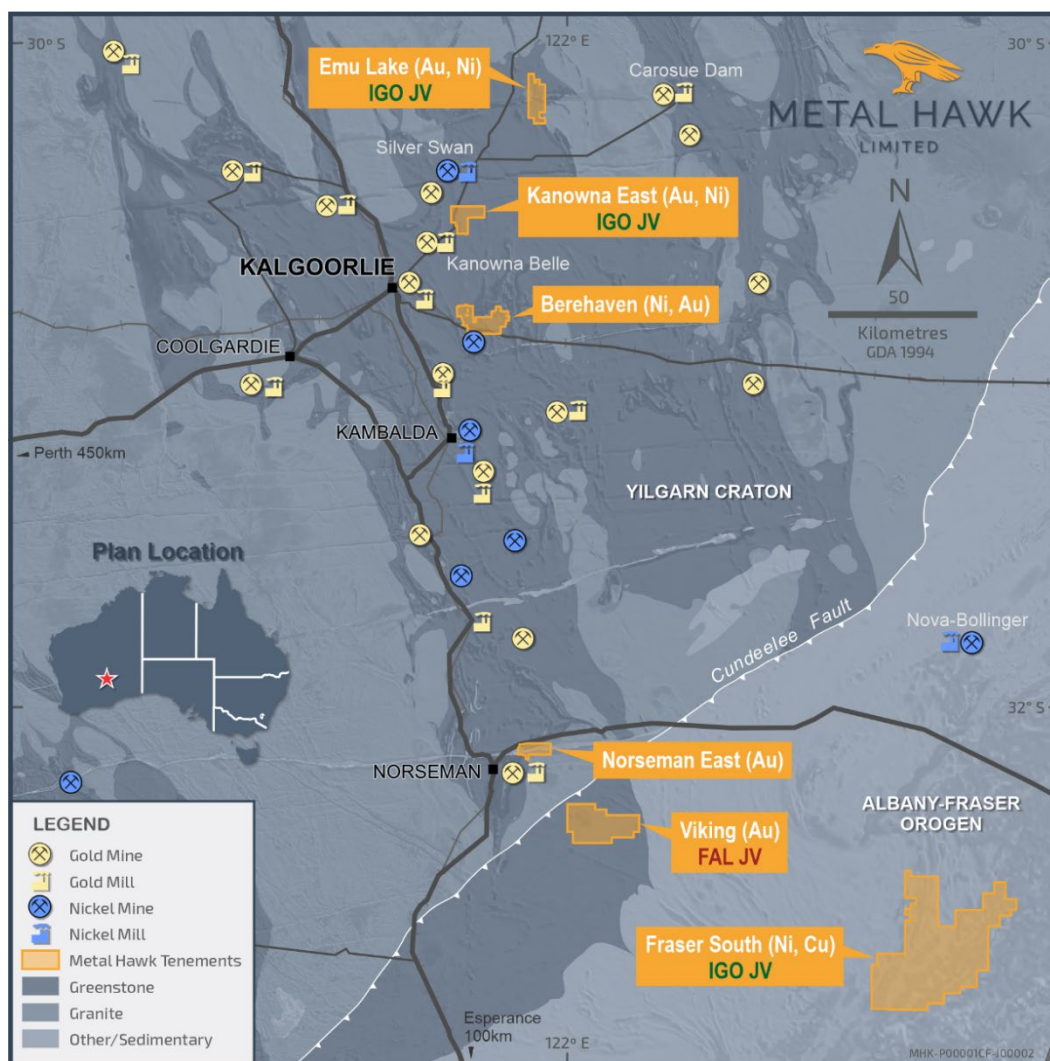 30° S
122° E
30° S
Emu Lake (Au, Ni)
IGO JV
Carosue Dam
METAL HAWK
LIMITED
Silver Swan
N
Kanowna East (Au, Ni)
IGO JV
KALGOORLIE
Kanowna Belle
Berehaven (Ni, Au)
50
Kilometres
GDA 1994
COOLGARDIE
KAMBALDA
Perth 450km
YILGARN CRATON
Plan Location
Cundeelee Fault
Nova-Bollinger
32° S
Norseman East (Au)
NORSEMAN
ALBANY-FRASER
OROGEN
Viking (Au)
FAL JV
LEGEND
Gold Mine
Gold Mill
Nickel Mine
Nickel Mill
Metal Hawk Tenements
Greenstone
Granite
Other/Sedimentary
Fraser South (Ni, Cu)
IGO JV
Esperance
100km
122° E
MHK-P00001CF-J00002